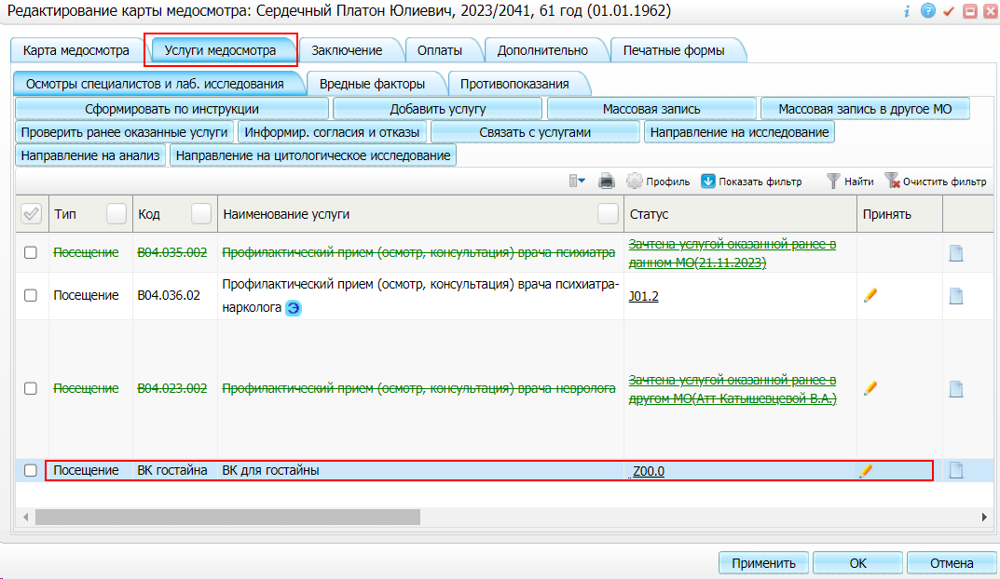 Редактирование карты медосмотра: Сердечный Платон Юлиевич, 2023/2041, 61 год (01.01.1962)
Карта медосмотра Услуги медосмотра Заключение Оплаты Дополнительно Печатные формы
Осмотры специалистов и лаб. исследования Вредные факторы Противопоказания
Сформировать по инструкции Добавить услугу Массовая запись Массовая запись в другое МО
Проверить ранее оказанные услуги Информир. согласия и отказы Связать с услугами Направление на исследование
Направление на анализ Направление на цитологическое исследование
Профиль Показать фильтр Найти Очистить фильтр
Тип Код Наименование услуги Статус Принять
Посещение B04.035.002 Профилактический прием (осмотр, консультация) врача психиатра Зачтена услугой оказанной ранее в
данном МО(21.11.2023)
Посещение B04.036.02 Профилактический прием (осмотр, консультация) врача психиатра-
нарколога Э J01.2
Посещение B04.023.002 Профилактический прием (осмотр, консультация) врача невролога Зачтена услугой оказанной ранее в
другом МО(Атт Катышевцевой В.А.)
Посещение ВК гостайна ВК для гостайны Z00.0
Применить ОК Отмена